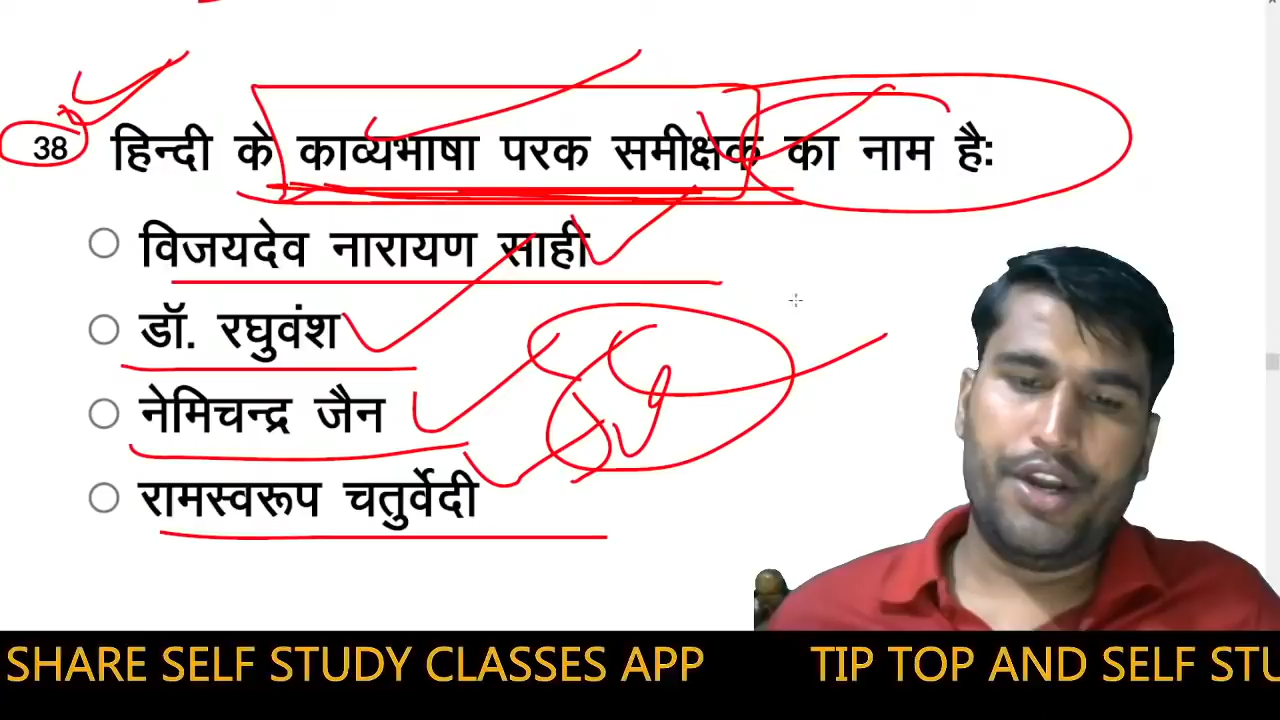 38 हिन्दी के काव्यभाषा परक समीक्षक का नाम है:
विजयदेव नारायण साही
डॉ. रघुवंश
नेमिचन्द्र जैन
रामस्वरूप चतुर्वेदी
SHARE SELF STUDY CLASSES APP TIP TOP AND SELF STU